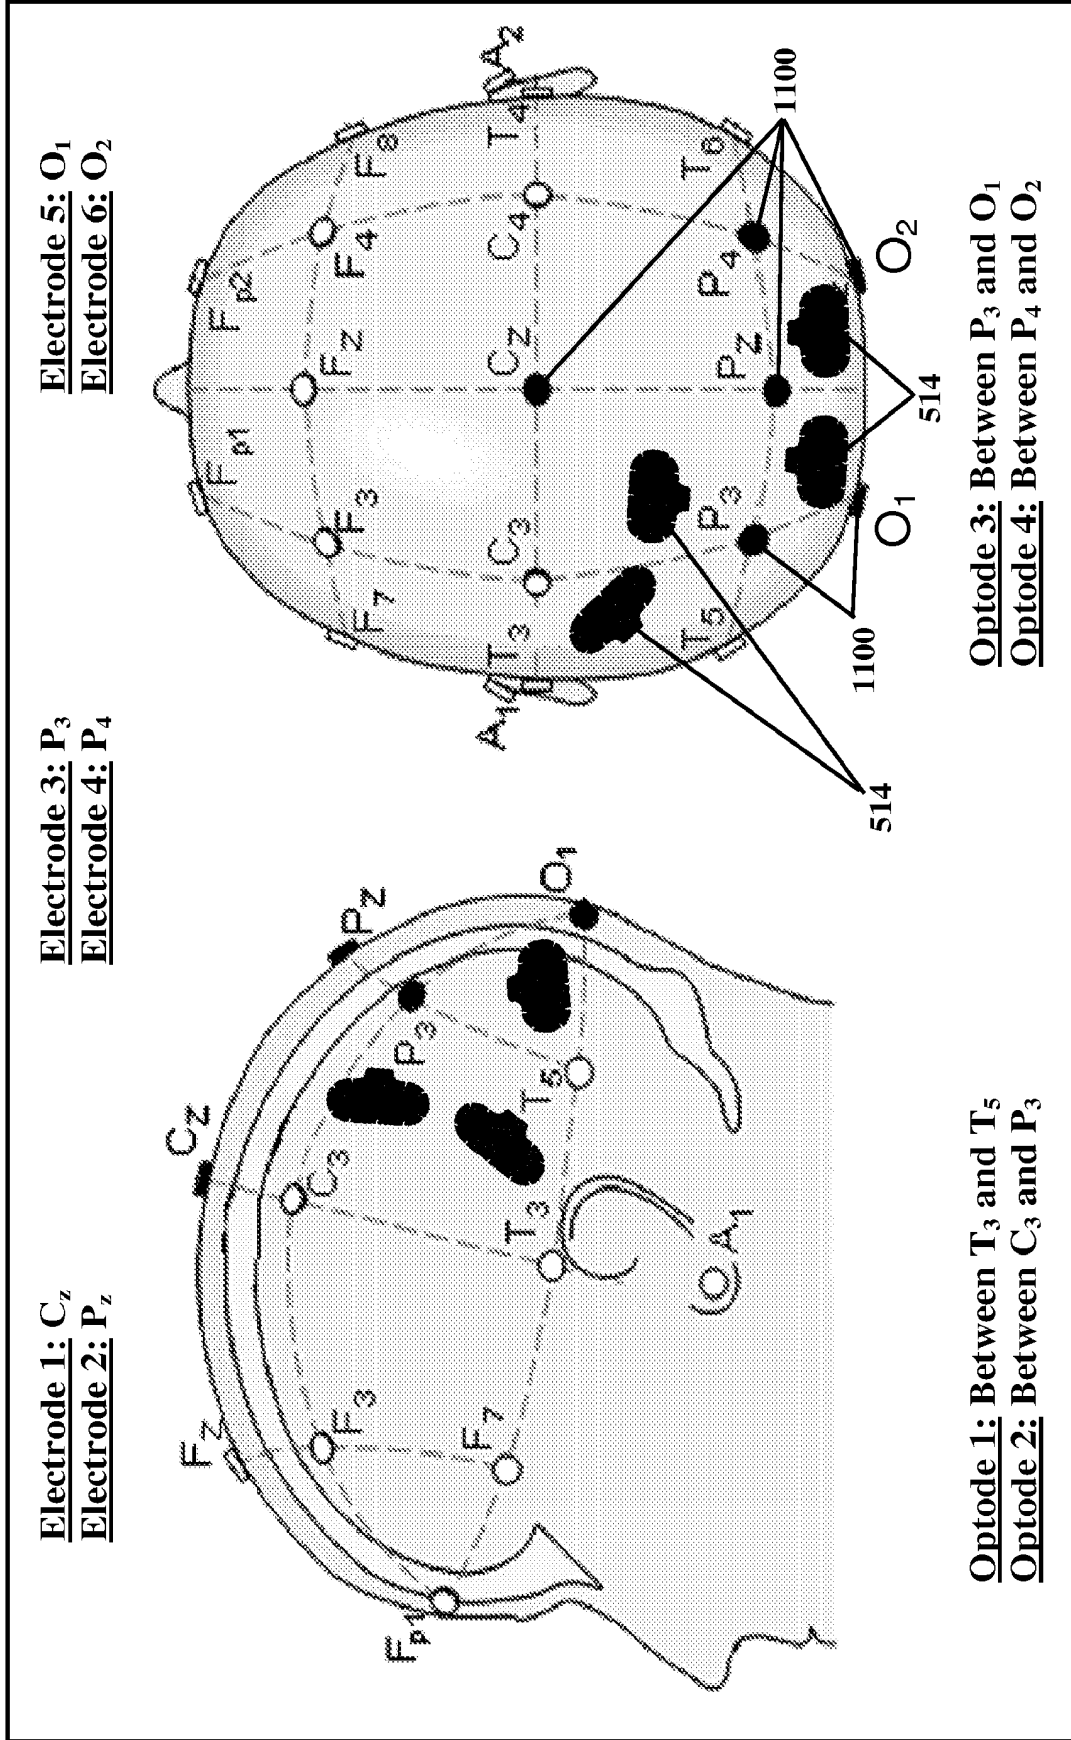 Electrode 1: Cz
Electrode 2: Pz
Electrode 3: P3
Electrode 4: P4
Electrode 5: O1
Electrode 6: O2
Fp1
Fz
F3
F7
Cz
C3
T3
A1
Pz
P3
T5
O1
Fp1
Fp2
F7
F3
Fz
F4
F8
A1
T3
C3
Cz
C4
T4
A2
T5
P3
Pz
P4
T6
O1
O2
514
1100
514
1100
Optode 1: Between T3 and T5
Optode 2: Between C3 and P3
Optode 3: Between P3 and O1
Optode 4: Between P4 and O2